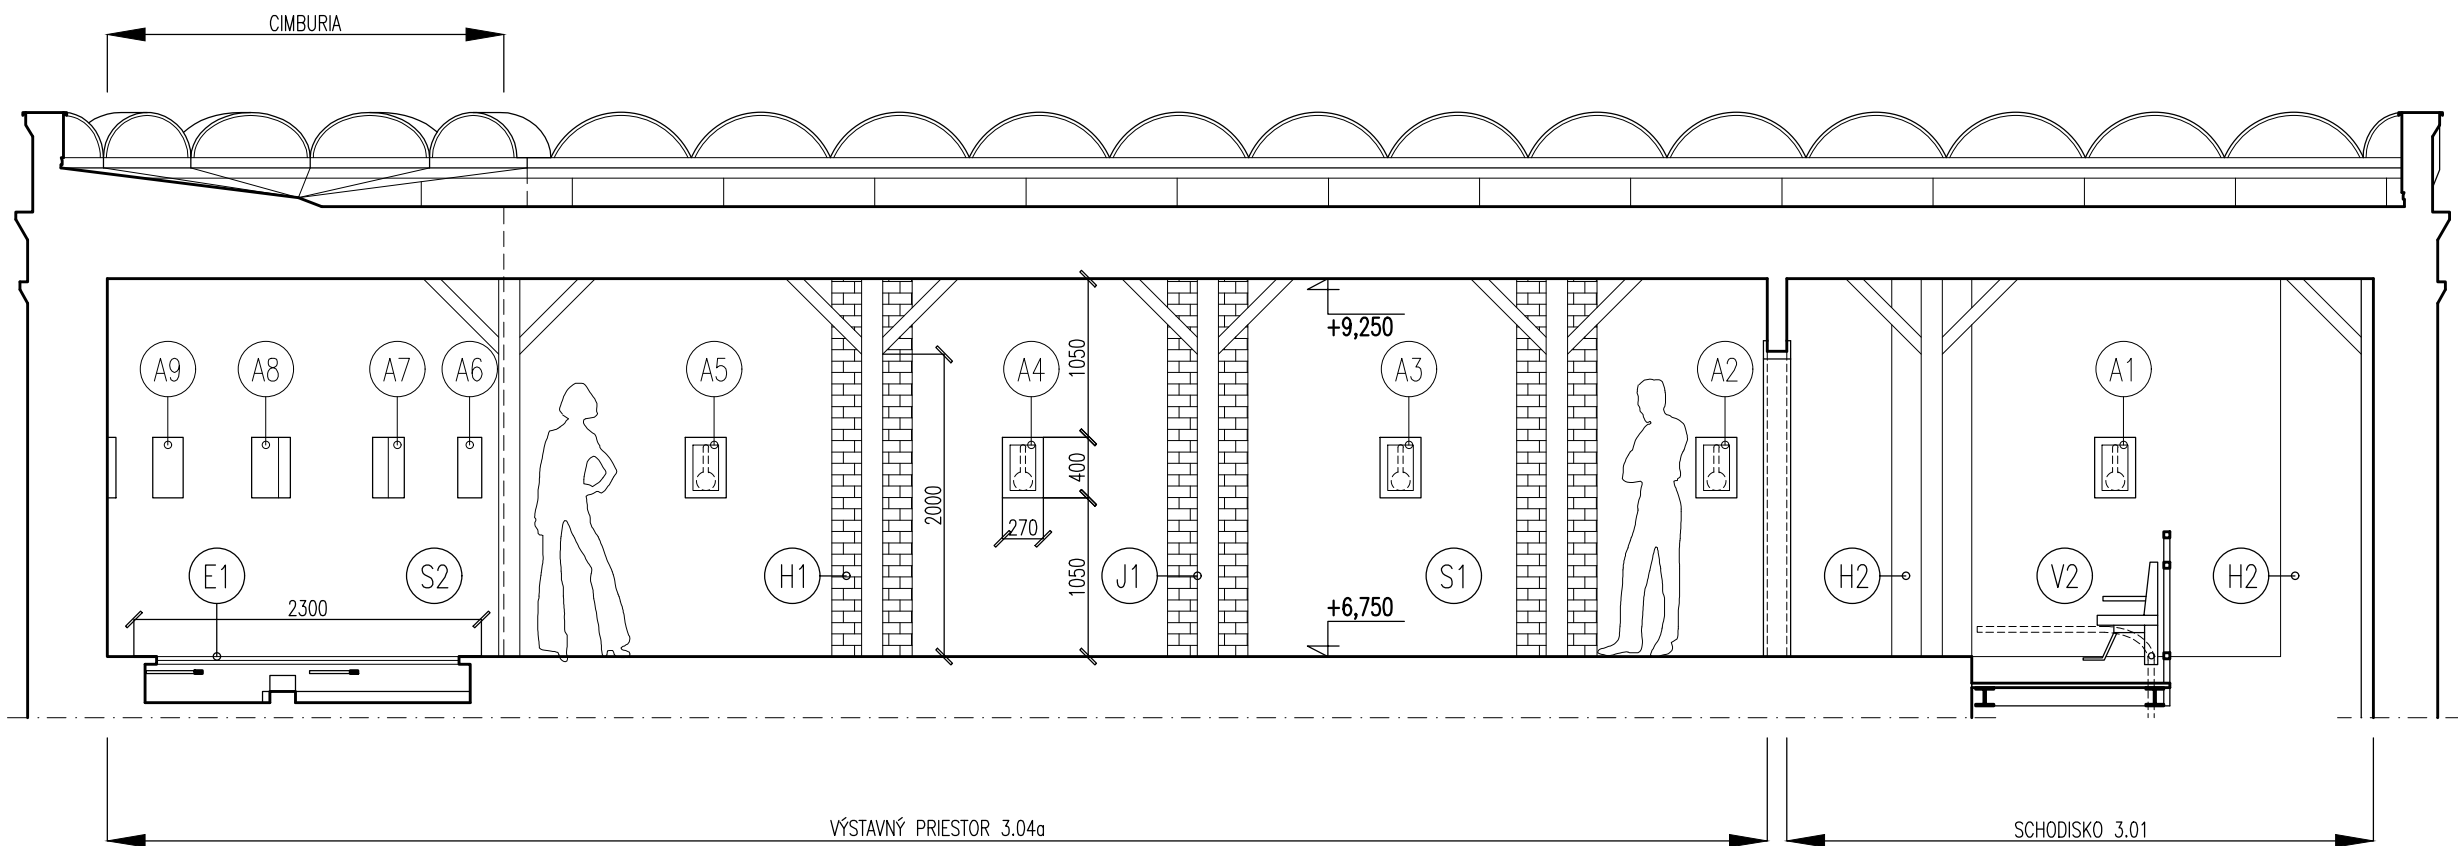 CIMBURIA
+9,250
A9
A8
A7
A6
A5
A4
1050
A3
A2
A1
400
2000
270
E1
S2
H1
1050
J1
S1
H2
V2
H2
2300
+6,750
VÝSTAVNÝ PRIESTOR 3.04a
SCHODISKO 3.01